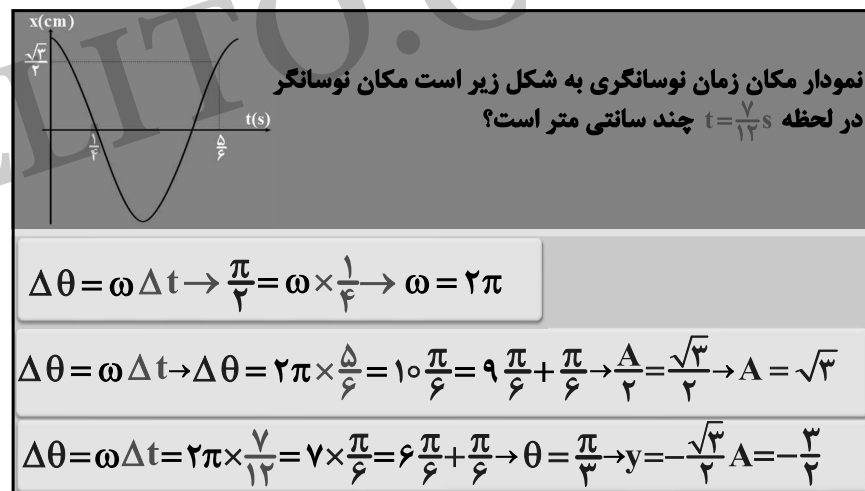 x(cm)
√۳/۲
t(s)
۱/۴
۵/۶
نمودار مکان زمان نوسانگری به شکل زیر است مکان نوسانگر
در لحظه t=۷/۱۲ s چند سانتی متر است؟
Δθ=ωΔt→π/۲=ω×۱/۴→ω=۲π
Δθ=ωΔt→Δθ=۲π×۵/۶=۱۰π/۶=۹π/۶+π/۶→A/۲=√۳/۲→A=√۳
Δθ=ωΔt=۲π×۷/۱۲=۷×π/۶=۶π/۶+π/۶→θ=π/۳→y=-√۳/۲A=-۳/۲